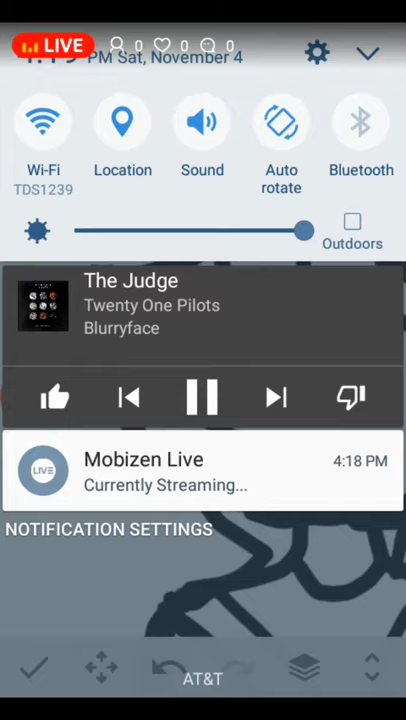 LIVE 0 0 0
PM Sat, November 4
Wi-Fi
TDS1239
Location
Sound
Auto
rotate
Bluetooth
Outdoors
The Judge
Twenty One Pilots
Blurryface
LIVE
Mobizen Live
4:18 PM
Currently Streaming...
NOTIFICATION SETTINGS
AT&T